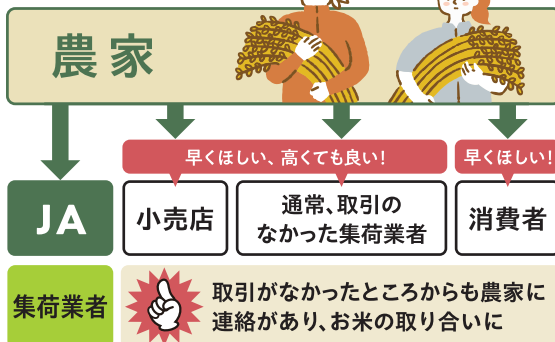 農家
早くほしい、高くても良い！
早くほしい！
JA
小売店
通常、取引の
なかった集荷業者
消費者
集荷業者
取引がなかったところからも農家に
連絡があり、お米の取り合いに